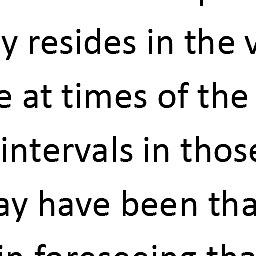 y resides in the v
e at times of the
intervals in those
ay have been tha
in foreseeing tha